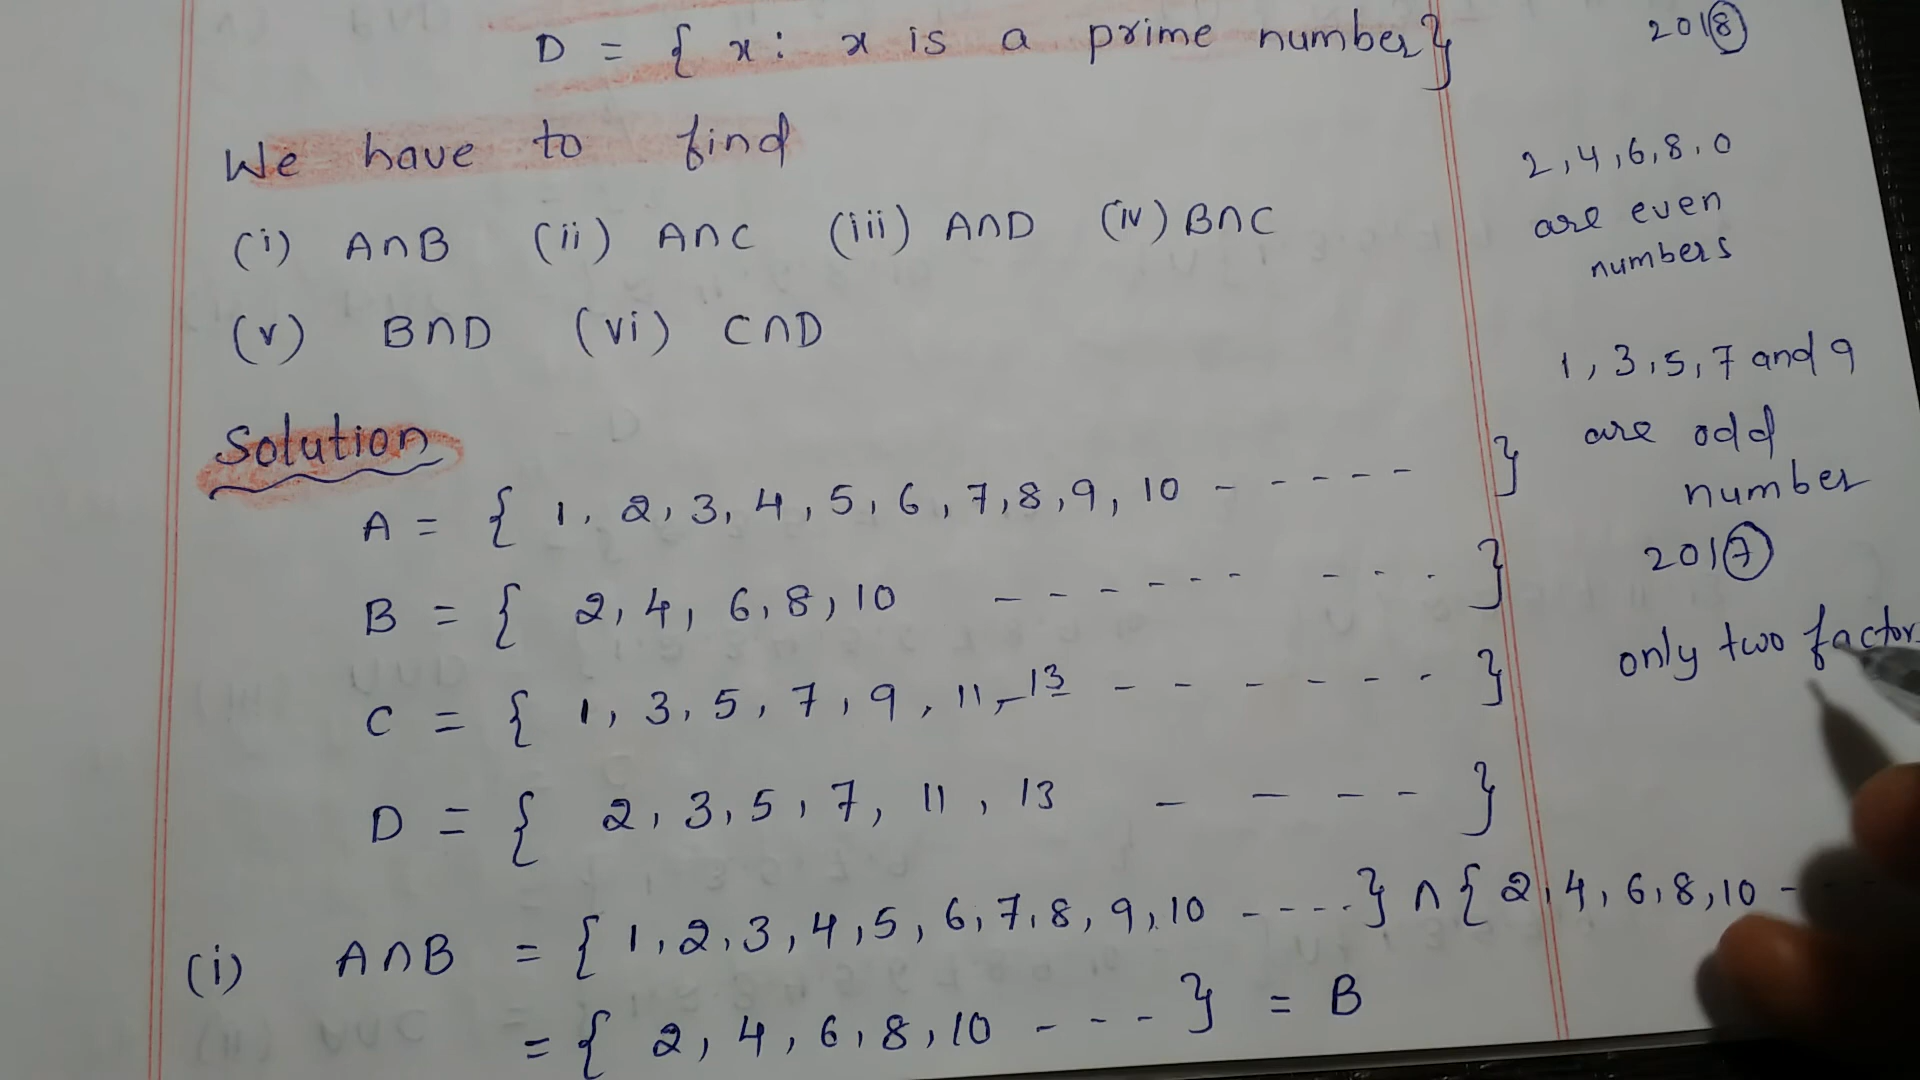 D = { x : x is a prime number}
We have to find
(i) A∩B (ii) A∩C (iii) A∩D (iv) B∩C
(v) B∩D (vi) C∩D
Solution
A = { 1, 2, 3, 4, 5, 6, 7, 8, 9, 10 - - - - - }
B = { 2, 4, 6, 8, 10 - - - - - - - - - }
C = { 1, 3, 5, 7, 9, 11, 13 - - - - - - }
D = { 2, 3, 5, 7, 11, 13 - - - - }
(i) A∩B = { 1, 2, 3, 4, 5, 6, 7, 8, 9, 10 - - - - } ∩ { 2, 4, 6, 8, 10 -
= { 2, 4, 6, 8, 10 - - - } = B
2018
2, 4, 6, 8, 0
are even
numbers
1, 3, 5, 7 and 9
are odd
number
2017
only two factor